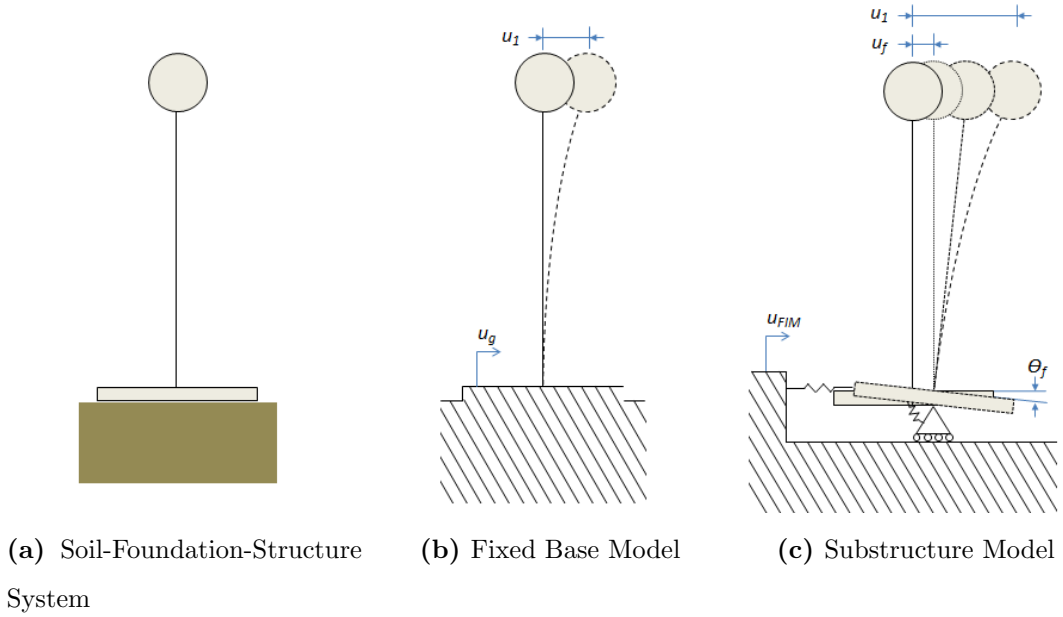 u1
u1
uf
ug
uFIM
Θf
(a) Soil-Foundation-Structure
System
(b) Fixed Base Model
(c) Substructure Model